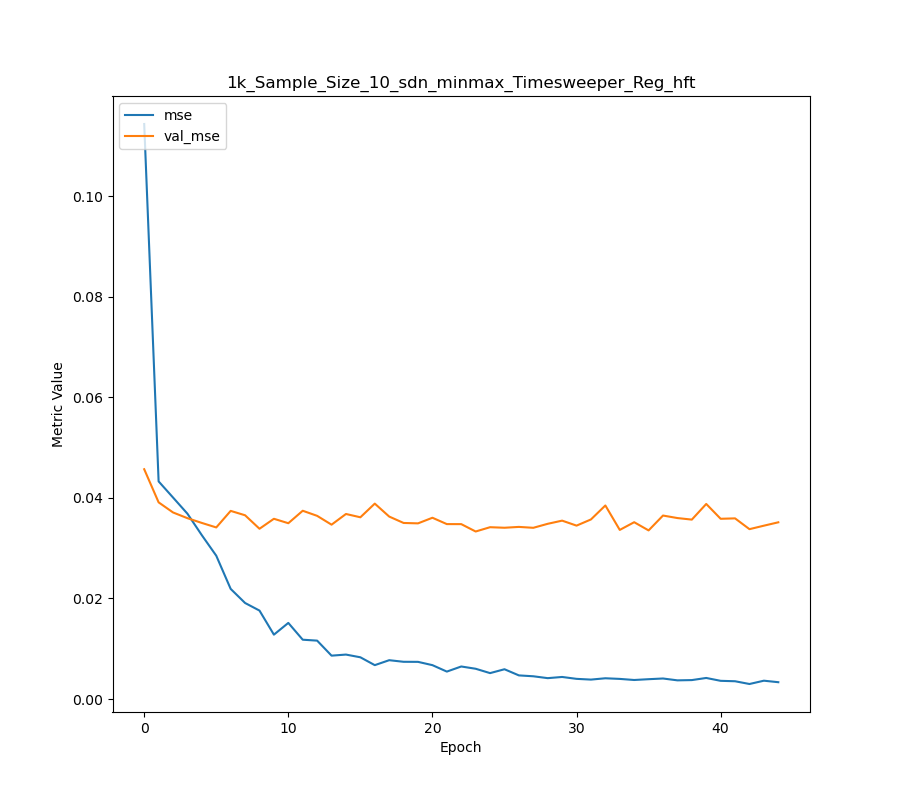 1k_Sample_Size_10_sdn_minmax_Timesweeper_Reg_hft
mse
val_mse
0.10
0.08
0.06
0.04
0.02
0.00
Metric Value
0 10 20 30 40
Epoch